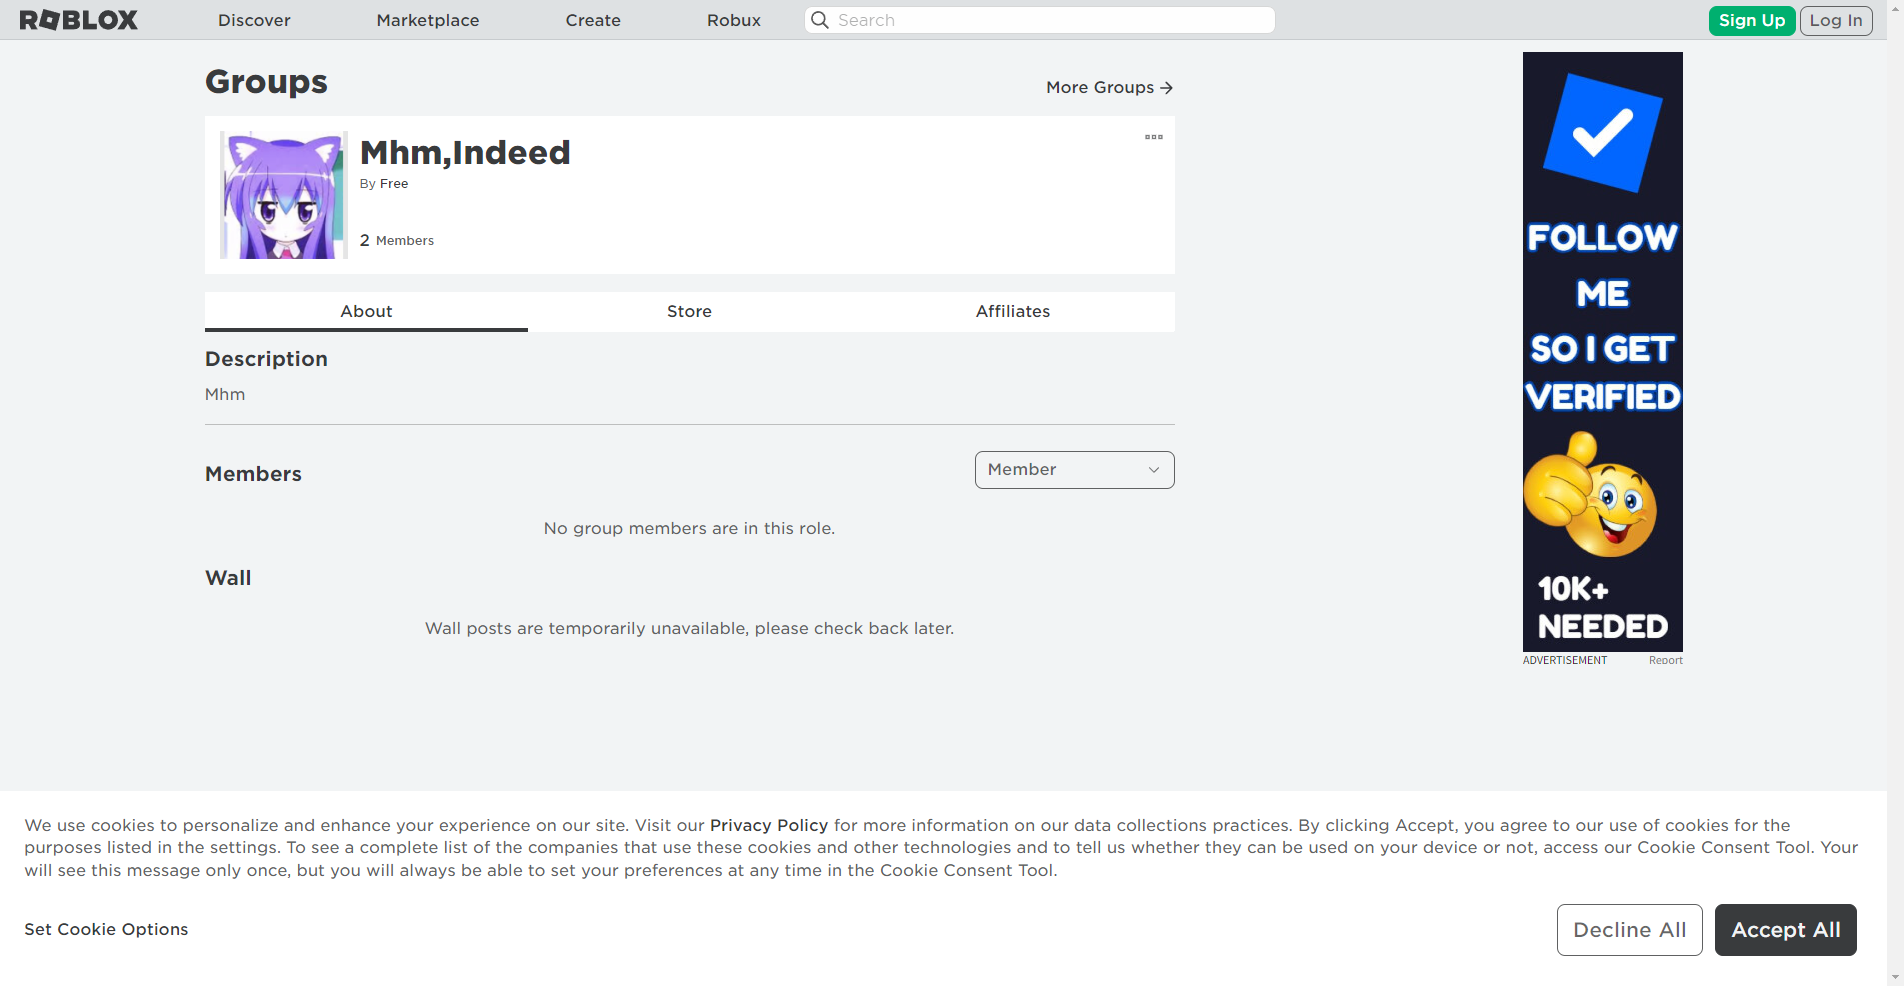 ROBLOX Discover Marketplace Create Robux Search Sign Up Log In
Groups
More Groups
Mhm,Indeed
By Free
2 Members
About Store Affiliates
Description
Mhm
Members
Member
No group members are in this role.
Wall
Wall posts are temporarily unavailable, please check back later.
FOLLOW
ME
SO I GET
VERIFIED
10K+
NEEDED
ADVERTISEMENT Report
We use cookies to personalize and enhance your experience on our site. Visit our Privacy Policy for more information on our data collections practices. By clicking Accept, you agree to our use of cookies for the
purposes listed in the settings. To see a complete list of the companies that use these cookies and other technologies and to tell us whether they can be used on your device or not, access our Cookie Consent Tool. Your
will see this message only once, but you will always be able to set your preferences at any time in the Cookie Consent Tool.
Set Cookie Options
Decline All
Accept All